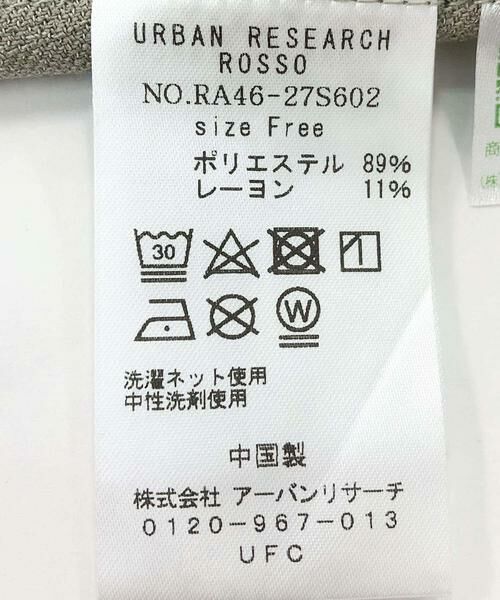 URBAN RESEARCH
ROSSO
NO.RA46-27S602
size Free
ポリエステル 89%
レーヨン 11%
30
W
洗濯ネット使用
中性洗剤使用
中国製
株式会社 アーバンリサーチ
0120-967-013
UFC
商
(株)